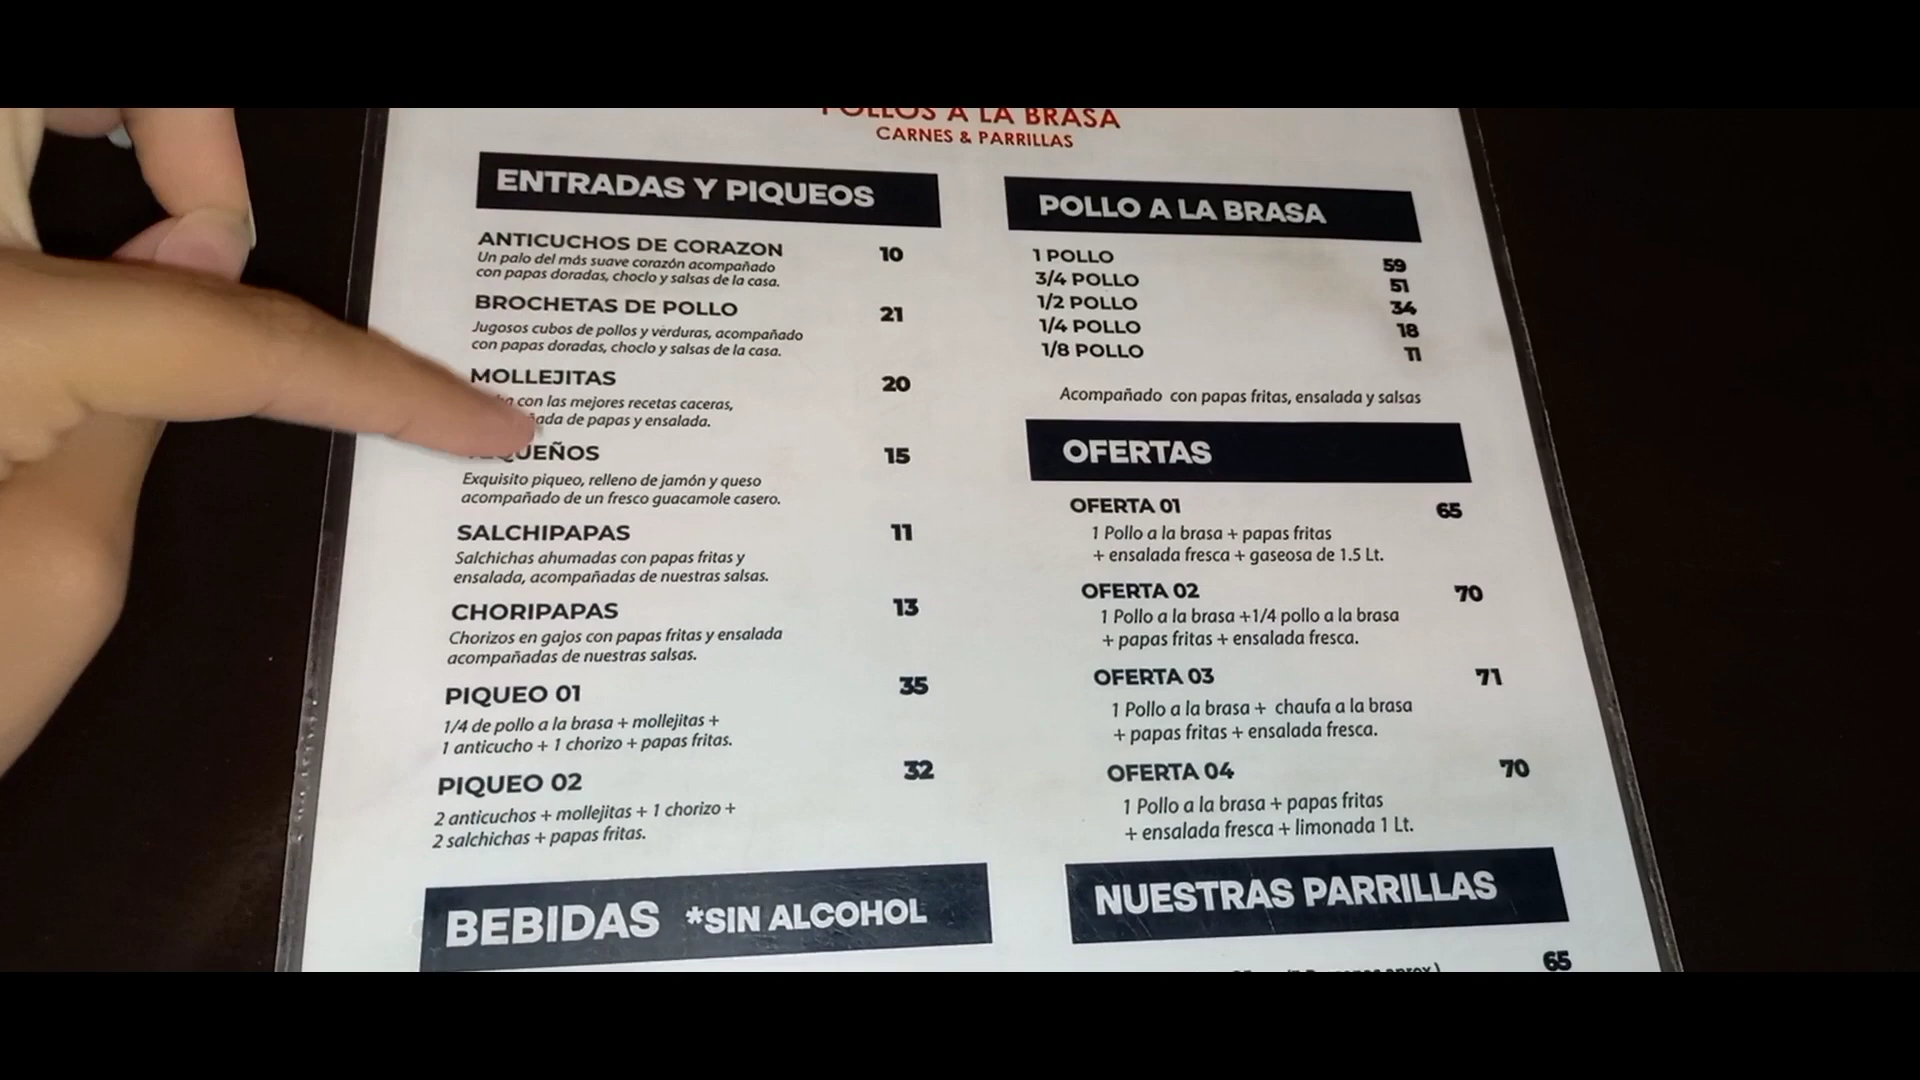 POLLOS A LA BRASA
CARNES & PARRILLAS
ENTRADAS Y PIQUEOS
ANTICUCHOS DE CORAZON 10
Un palo del más suave corazón acompañado
con papas doradas, choclo y salsas de la casa.
BROCHETAS DE POLLO 21
Jugosos cubos de pollos y verduras, acompañado
con papas doradas, choclo y salsas de la casa.
MOLLEJITAS 20
con las mejores recetas caceras,
de papas y ensalada.
15
Exquisito piqueo, relleno de jamón y queso
acompañado de un fresco guacamole casero.
SALCHIPAPAS 11
Salchichas ahumadas con papas fritas y
ensalada, acompañadas de nuestras salsas.
CHORIPAPAS 13
Chorizos en gajos con papas fritas y ensalada
acompañadas de nuestras salsas.
PIQUEO 01 35
1/4 de pollo a la brasa + mollejitas +
1 anticucho + 1 chorizo + papas fritas.
PIQUEO 02 32
2 anticuchos + mollejitas + 1 chorizo +
2 salchichas + papas fritas.
BEBIDAS *SIN ALCOHOL
POLLO A LA BRASA
1 POLLO 59
3/4 POLLO 51
1/2 POLLO 34
1/4 POLLO 18
1/8 POLLO 11
Acompañado con papas fritas, ensalada y salsas
OFERTAS
OFERTA 01 65
1 Pollo a la brasa + papas fritas
+ ensalada fresca + gaseosa de 1.5 Lt.
OFERTA 02 70
1 Pollo a la brasa +1/4 pollo a la brasa
+ papas fritas + ensalada fresca.
OFERTA 03 71
1 Pollo a la brasa + chaufa a la brasa
+ papas fritas + ensalada fresca.
OFERTA 04 70
1 Pollo a la brasa + papas fritas
+ ensalada fresca + limonada 1 Lt.
NUESTRAS PARRILLAS
65